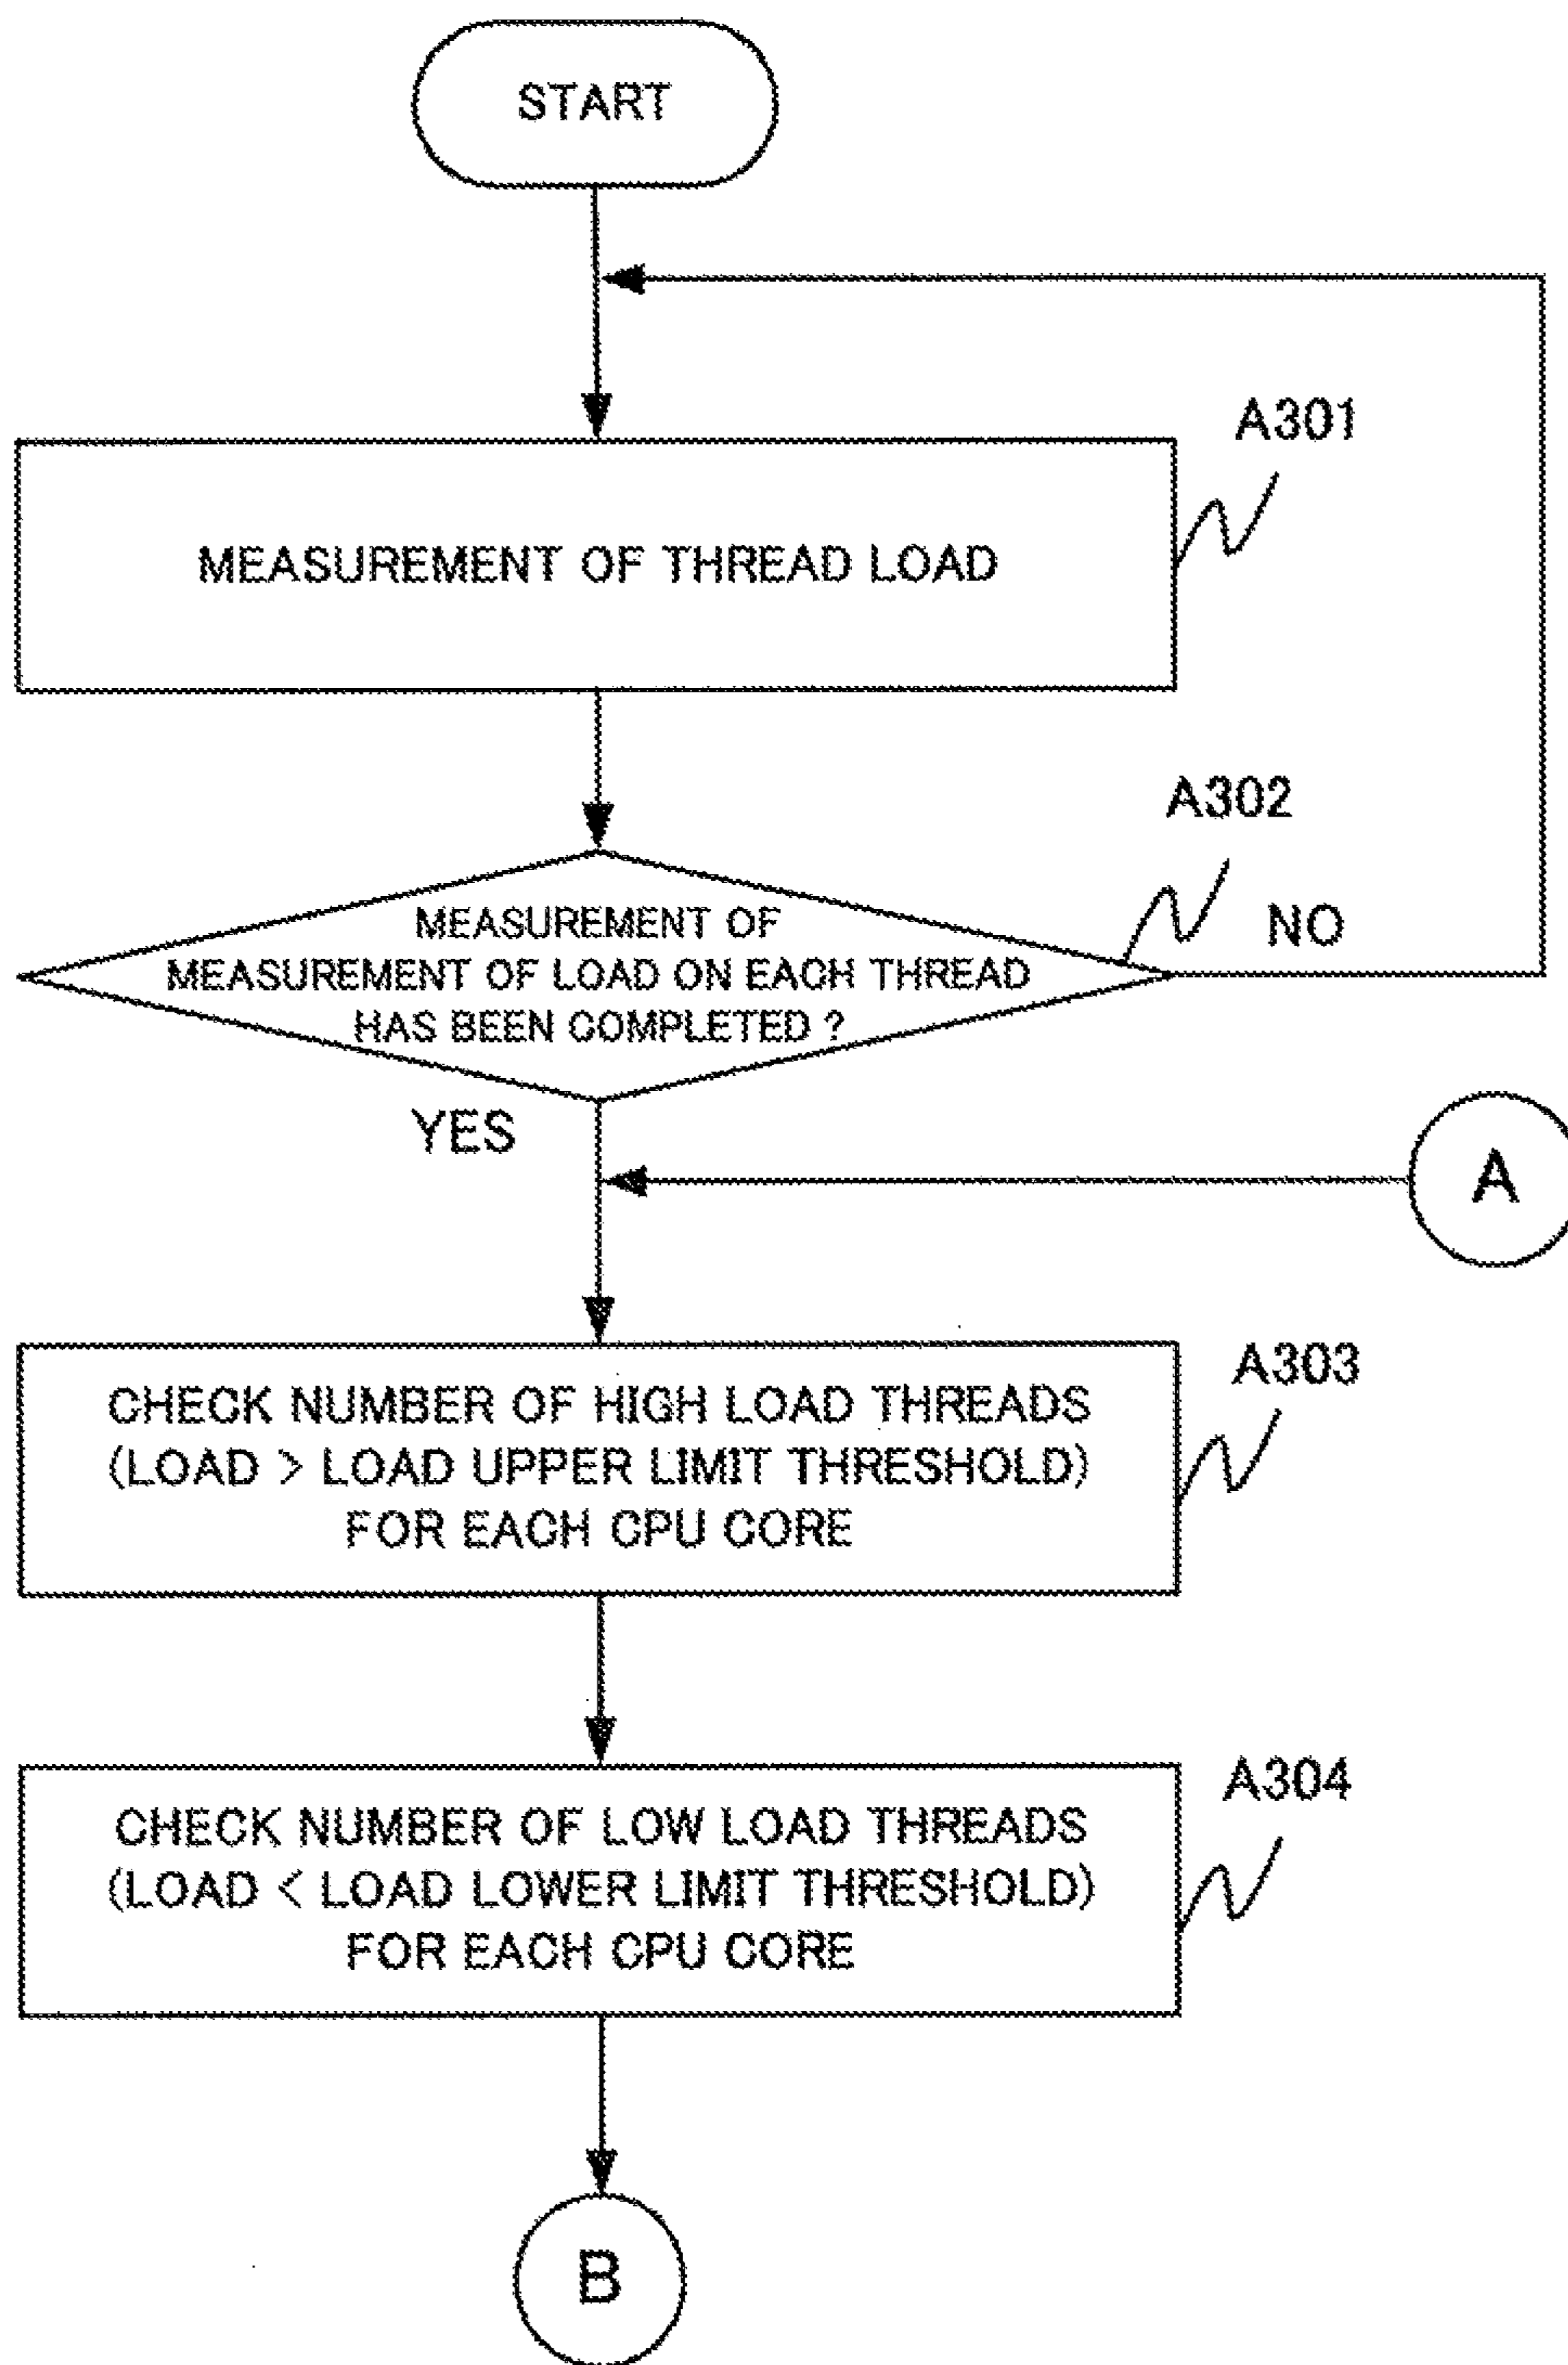 START
A301
MEASUREMENT OF THREAD LOAD
A302
MEASUREMENT OF
MEASUREMENT OF LOAD ON EACH THREAD
HAS BEEN COMPLETED ?
NO
YES
A
A303
CHECK NUMBER OF HIGH LOAD THREADS
(LOAD > LOAD UPPER LIMIT THRESHOLD)
FOR EACH CPU CORE
A304
CHECK NUMBER OF LOW LOAD THREADS
(LOAD < LOAD LOWER LIMIT THRESHOLD)
FOR EACH CPU CORE
B